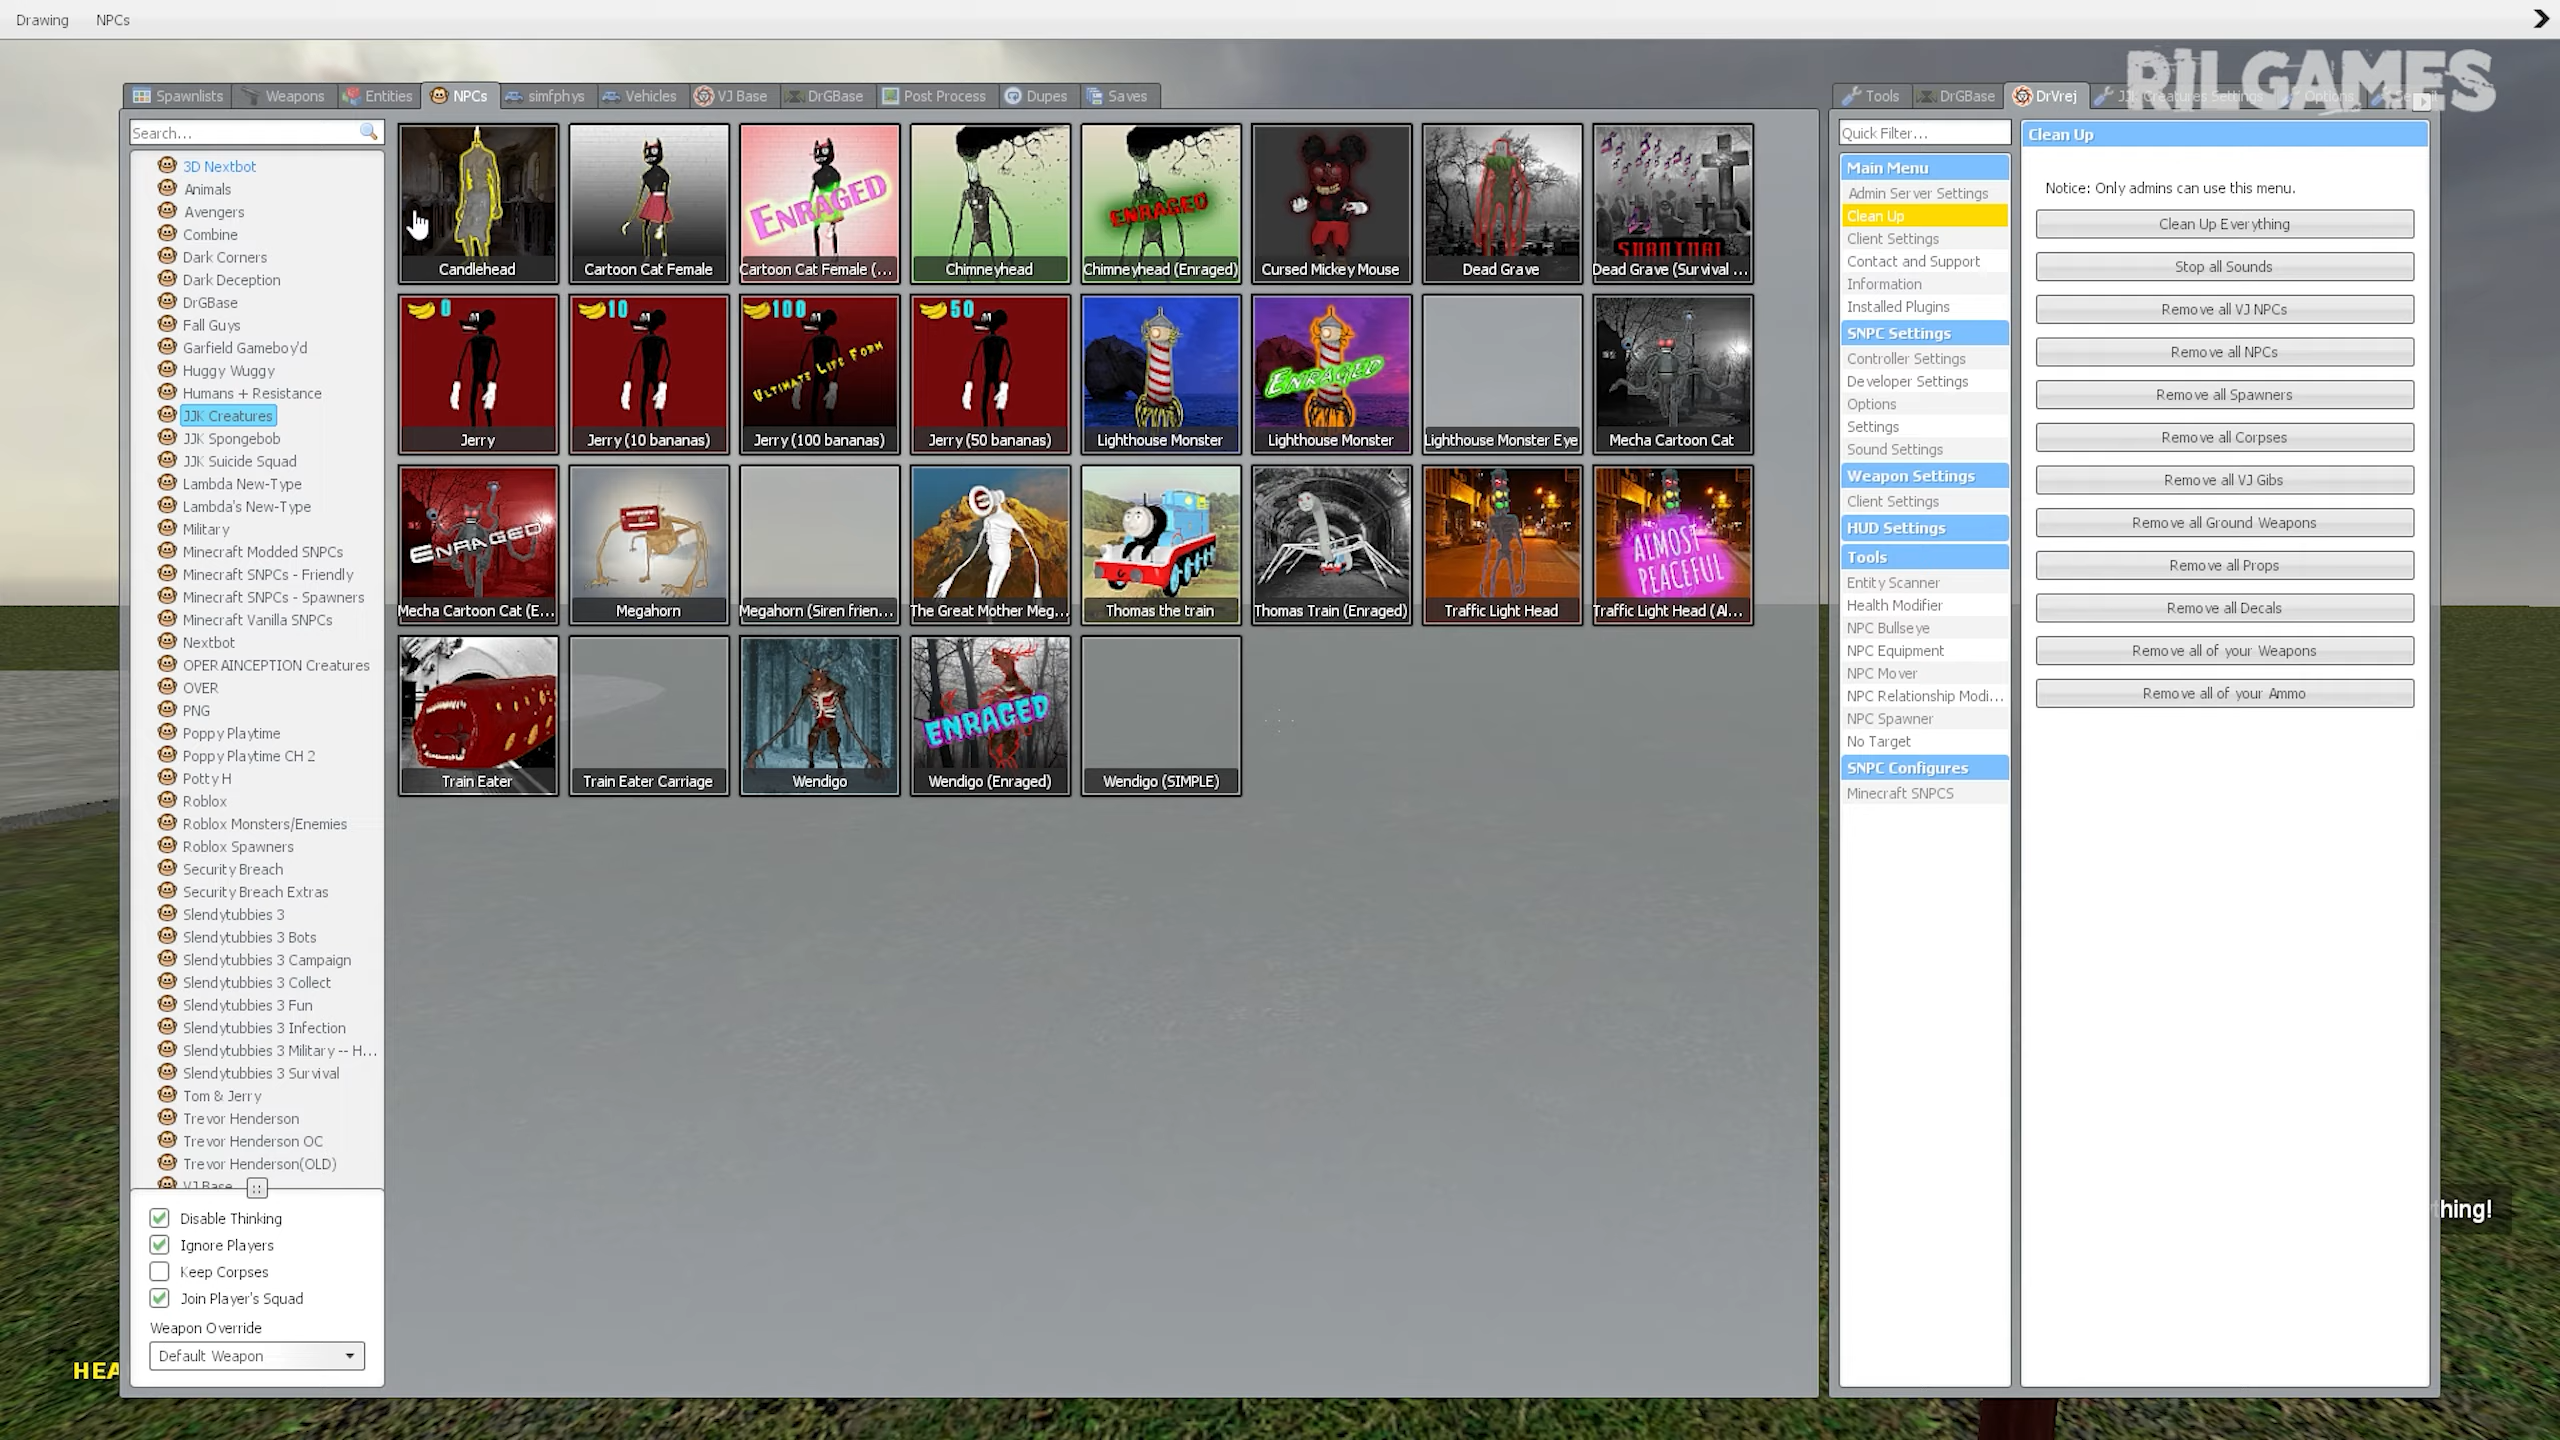 Drawing NPCs
RIL GAMES
Spawnlists Weapons Entities NPCs simfphys Vehicles VJ Base DrGBase Post Process Dupes Saves
Tools DrGBase DrVrej JJK Creatures Settings Options
Search...
3D Nextbot
Animals
Avengers
Combine
Dark Corners
Dark Deception
DrGBase
Fall Guys
Garfield Gameboy'd
Huggy Wuggy
Humans + Resistance
JJK Creatures
JJK Spongebob
JJK Suicide Squad
Lambda New-Type
Lambda's New-Type
Military
Minecraft Modded SNPCs
Minecraft SNPCs - Friendly
Minecraft SNPCs - Spawners
Minecraft Vanilla SNPCs
Nextbot
OPERAINCEPTION Creatures
OVER
PNG
Poppy Playtime
Poppy Playtime CH 2
Potty H
Roblox
Roblox Monsters/Enemies
Roblox Spawners
Security Breach
Security Breach Extras
Slendytubbies 3
Slendytubbies 3 Bots
Slendytubbies 3 Campaign
Slendytubbies 3 Collect
Slendytubbies 3 Fun
Slendytubbies 3 Infection
Slendytubbies 3 Military -- H...
Slendytubbies 3 Survival
Tom & Jerry
Trevor Henderson
Trevor Henderson OC
Trevor Henderson(OLD)
VJ Base
Disable Thinking
Ignore Players
Keep Corpses
Join Player's Squad
Weapon Override
Default Weapon
HEA
ENRAGED
ENRAGED
SURVIVAL
Candlehead Cartoon Cat Female Cartoon Cat Female (... Chimneyhead Chimneyhead (Enraged) Cursed Mickey Mouse Dead Grave Dead Grave (Survival ...
0 10 100 50
ULTIMATE LIFE FORM
ENRAGED
Jerry Jerry (10 bananas) Jerry (100 bananas) Jerry (50 bananas) Lighthouse Monster Lighthouse Monster Lighthouse Monster Eye Mecha Cartoon Cat
ENRAGED
ALMOST
PEACEFUL
Mecha Cartoon Cat (E... Megahorn Megahorn (Siren frien... The Great Mother Meg... Thomas the train Thomas Train (Enraged) Traffic Light Head Traffic Light Head (Al...
ENRAGED
Train Eater Train Eater Carriage Wendigo Wendigo (Enraged) Wendigo (SIMPLE)
Quick Filter...
Main Menu
Admin Server Settings
Clean Up
Client Settings
Contact and Support
Information
Installed Plugins
SNPC Settings
Controller Settings
Developer Settings
Options
Settings
Sound Settings
Weapon Settings
Client Settings
HUD Settings
Tools
Entity Scanner
Health Modifier
NPC Bullseye
NPC Equipment
NPC Mover
NPC Relationship Modi...
NPC Spawner
No Target
SNPC Configures
Minecraft SNPCS
Clean Up
Notice: Only admins can use this menu.
Clean Up Everything
Stop all Sounds
Remove all VJ NPCs
Remove all NPCs
Remove all Spawners
Remove all Corpses
Remove all VJ Gibs
Remove all Ground Weapons
Remove all Props
Remove all Decals
Remove all of your Weapons
Remove all of your Ammo
thing!